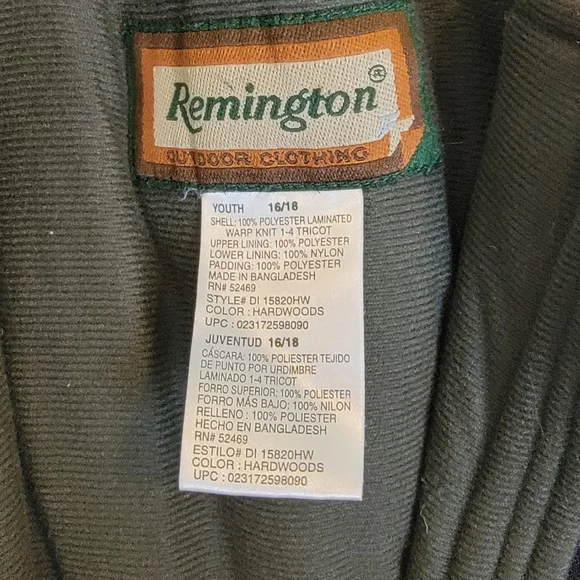 Remington®
OUTDOOR CLOTHING
YOUTH 16/18
SHELL: 100% POLYESTER LAMINATED
WARP KNIT 1-4 TRICOT
UPPER LINING: 100% POLYESTER
LOWER LINING: 100% NYLON
PADDING: 100% POLYESTER
MADE IN BANGLADESH
RN# 52469
STYLE# DI 15820HW
COLOR : HARDWOODS
UPC : 023172598090
JUVENTUD 16/18
CÁSCARA: 100% POLIESTER TEJIDO
DE PUNTO POR URDIMBRE
LAMINADO 1-4 TRICOT
FORRO SUPERIOR: 100% POLIESTER
FORRO MÁS BAJO: 100% NILON
RELLENO : 100% POLIESTER
HECHO EN BANGLADESH
RN# 52469
ESTILO# DI 15820HW
COLOR : HARDWOODS
UPC : 023172598090